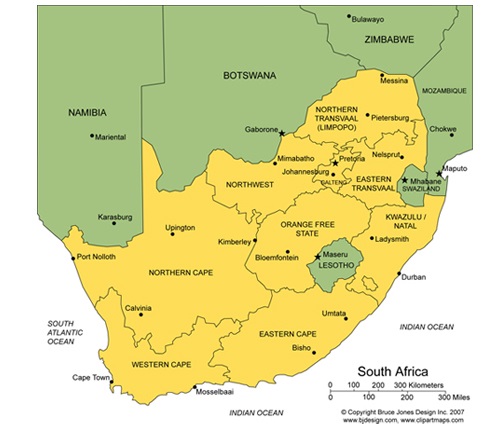 Bulawayo
ZIMBABWE
BOTSWANA
Messina
MOZAMBIQUE
NAMIBIA
NORTHERN
TRANSVAAL
(LIMPOPO)
Pietersburg
Gaborone
Chokwe
Mariental
Mimabatho
Pretoria
Nelsprut
Maputo
Johannesburg
GAUTENG
EASTERN
TRANSVAAL
Mhabane
SWAZILAND
NORTHWEST
Karasburg
Upington
ORANGE FREE
STATE
KWAZULU /
NATAL
Kimberley
Ladysmith
Port Nolloth
Bloemfontein
Maseru
LESOTHO
NORTHERN CAPE
Durban
Calvinia
Umtata
SOUTH
ATLANTIC
OCEAN
EASTERN CAPE
INDIAN OCEAN
Bisho
WESTERN CAPE
Cape Town
Mosselbaai
INDIAN OCEAN
South Africa
0 100 200 300 Kilometers
0 100 200 300 Miles
© Copyright Bruce Jones Design Inc. 2007
www.bjdesign.com, www.clipartmaps.com